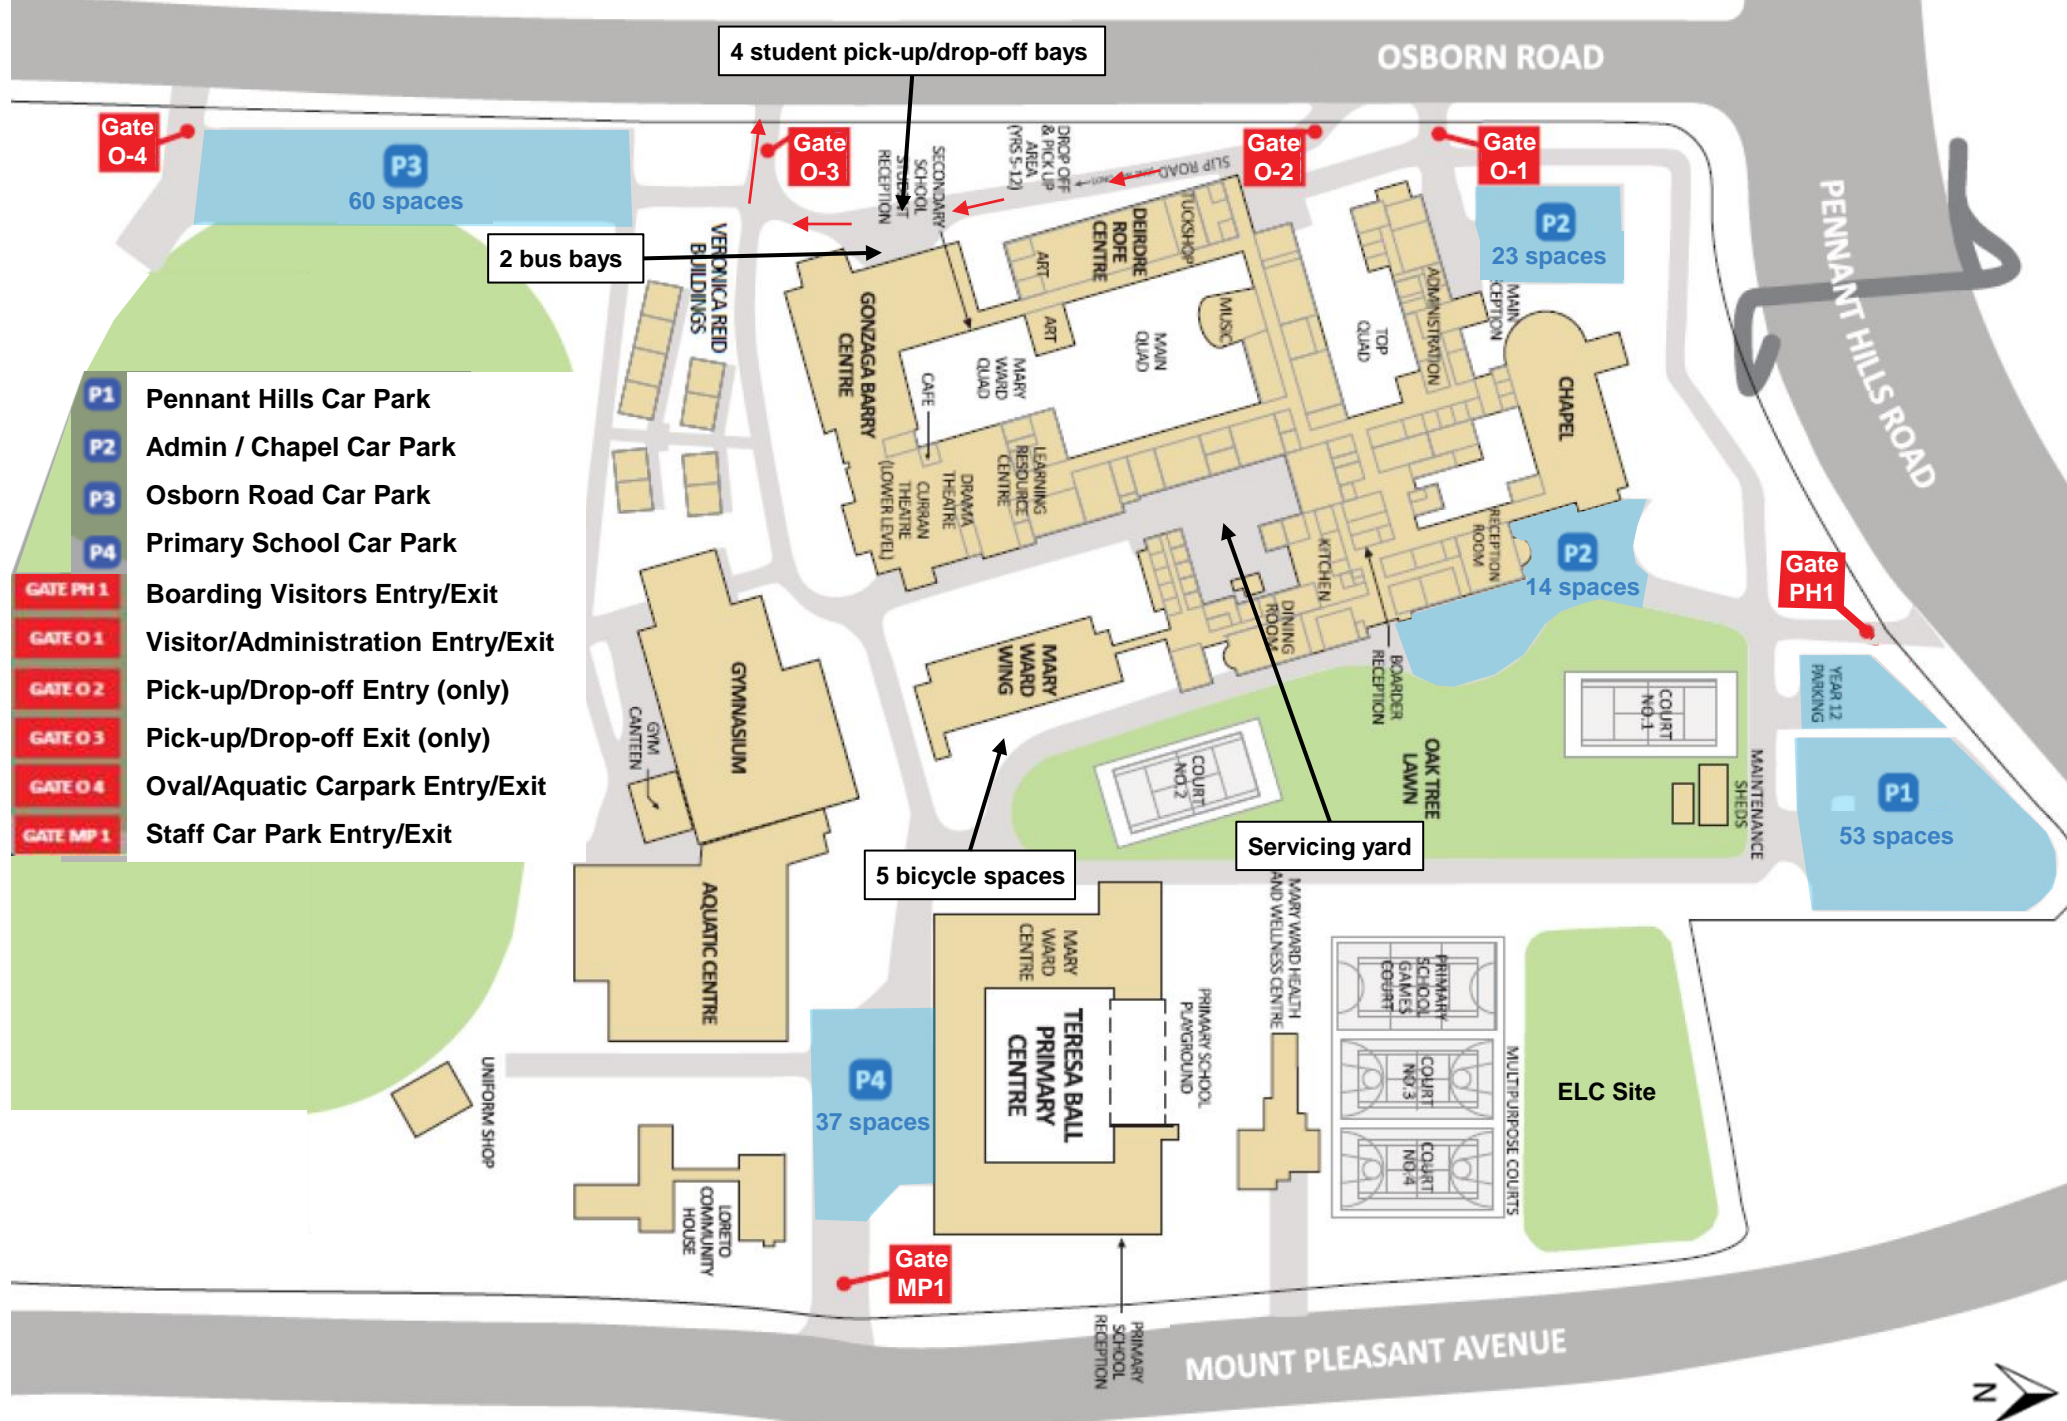 4 student pick-up/drop-off bays
OSBORN ROAD
Gate
O-4
P3
60 spaces
Gate
O-3
DROP OFF
& PICK UP
AREA
(YRS 5-12)
SLIP ROAD
Gate
O-2
Gate
O-1
P2
23 spaces
PENNANT HILLS ROAD
SECONDARY
SCHOOL
STUDENT
RECEPTION
2 bus bays
VERONICA REID
BUILDINGS
TUCKSHOP
DEIRDRE
ROFE
CENTRE
ART
ART
MUSIC
ADMINISTRATION
MAIN
RECEPTION
TOP
QUAD
MAIN
QUAD
MARY
WARD
QUAD
CAFE
GONZAGA BARRY
CENTRE
CHAPEL
P1 Pennant Hills Car Park
P2 Admin / Chapel Car Park
P3 Osborn Road Car Park
P4 Primary School Car Park
GATE PH 1 Boarding Visitors Entry/Exit
GATE O 1 Visitor/Administration Entry/Exit
GATE O 2 Pick-up/Drop-off Entry (only)
GATE O 3 Pick-up/Drop-off Exit (only)
GATE O 4 Oval/Aquatic Carpark Entry/Exit
GATE MP 1 Staff Car Park Entry/Exit
LEARNING
RESOURCE
CENTRE
DRAMA
THEATRE
CURRAN
THEATRE
(LOWER LEVEL)
RECEPTION
ROOM
KITCHEN
DINING
ROOM
P2
14 spaces
Gate
PH1
BOARDER
RECEPTION
MARY
WARD
WING
GYMNASIUM
GYM
CANTEEN
COURT
NO.1
COURT
NO.2
OAK TREE
LAWN
YEAR 12
PARKING
MAINTENANCE
SHEDS
P1
53 spaces
Servicing yard
5 bicycle spaces
AQUATIC CENTRE
MARY
WARD
CENTRE
MARY WARD HEALTH
AND WELLNESS CENTRE
PRIMARY
SCHOOL
GAMES
COURT
PRIMARY SCHOOL
PLAYGROUND
TERESA BALL
PRIMARY
CENTRE
COURT
NO.3
COURT
NO.4
MULTIPURPOSE COURTS
ELC Site
P4
37 spaces
UNIFORM SHOP
LORETO
COMMUNITY
HOUSE
Gate
MP1
PRIMARY
SCHOOL
RECEPTION
MOUNT PLEASANT AVENUE
N